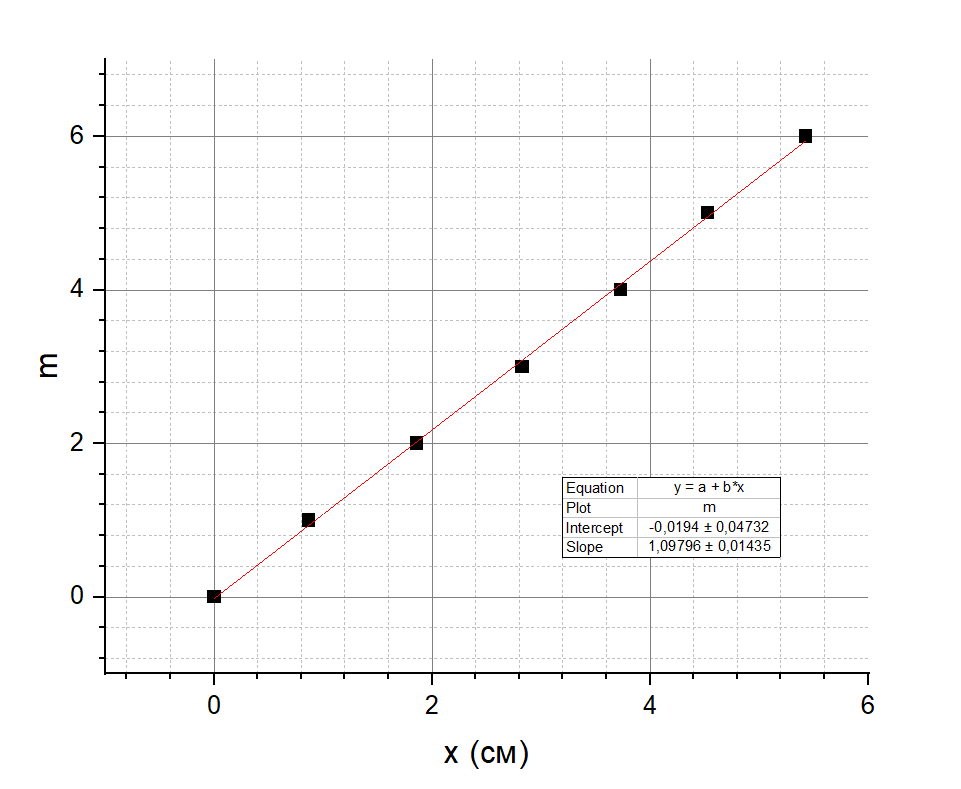 6
4
2
0
m
Equation y = a + b*x
Plot m
Intercept -0,0194 ± 0,04732
Slope 1,09796 ± 0,01435
0 2 4 6
x (см)